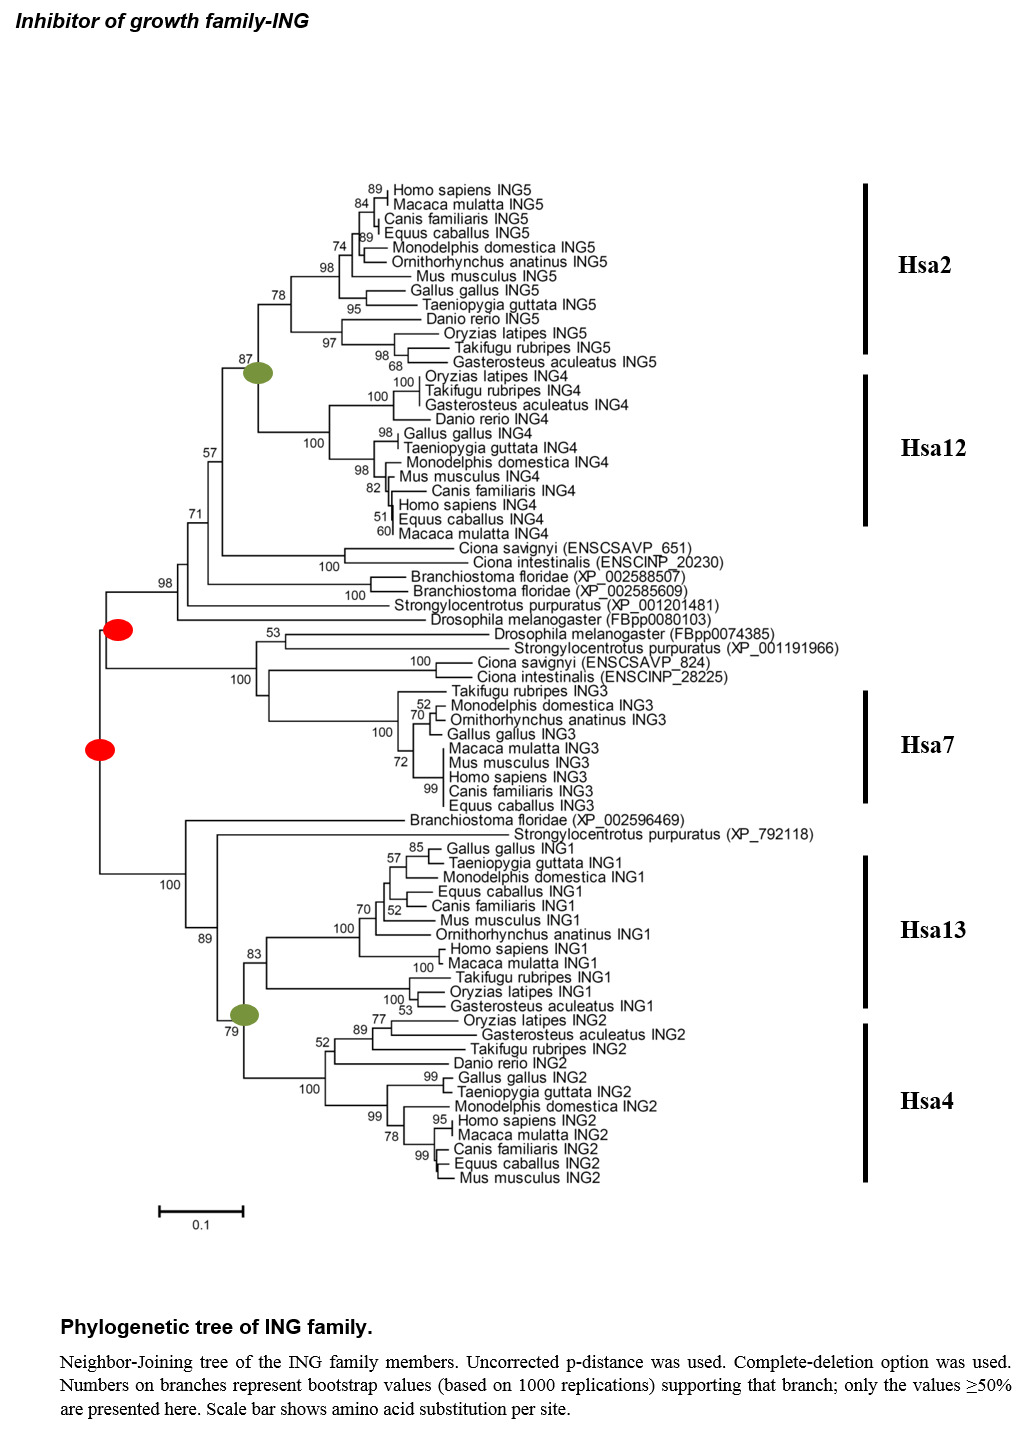 Inhibitor of growth family-ING
89
Homo sapiens ING5
84
Macaca mulatta ING5
Canis familiaris ING5
Equus caballus ING5
89
74
Monodelphis domestica ING5
Ornithorhynchus anatinus ING5
98
Mus musculus ING5
Hsa2
78
Gallus gallus ING5
95
Taeniopygia guttata ING5
Danio rerio ING5
97
Oryzias latipes ING5
98
Takifugu rubripes ING5
68
Gasterosteus aculeatus ING5
87
Oryzias latipes ING4
100
Takifugu rubripes ING4
100
Gasterosteus aculeatus ING4
Danio rerio ING4
100
98
Gallus gallus ING4
Taeniopygia guttata ING4
Hsa12
57
98
Monodelphis domestica ING4
Mus musculus ING4
82
Canis familiaris ING4
Homo sapiens ING4
71
51
Equus caballus ING4
60
Macaca mulatta ING4
Ciona savignyi (ENSCSAVP_651)
100
Ciona intestinalis (ENSCINP_20230)
Branchiostoma floridae (XP_002588507)
98
100
Branchiostoma floridae (XP_002585609)
Strongylocentrotus purpuratus (XP_001201481)
Drosophila melanogaster (FBpp0080103)
53
Drosophila melanogaster (FBpp0074385)
Strongylocentrotus purpuratus (XP_001191966)
100
Ciona savignyi (ENSCSAVP_824)
100
Ciona intestinalis (ENSCINP_28225)
Takifugu rubripes ING3
52
Monodelphis domestica ING3
70
Ornithorhynchus anatinus ING3
100
Gallus gallus ING3
Hsa7
Macaca mulatta ING3
72
Mus musculus ING3
Homo sapiens ING3
99
Canis familiaris ING3
Equus caballus ING3
Branchiostoma floridae (XP_002596469)
Strongylocentrotus purpuratus (XP_792118)
85
Gallus gallus ING1
57
Taeniopygia guttata ING1
Monodelphis domestica ING1
100
Equus caballus ING1
52
Canis familiaris ING1
70
Mus musculus ING1
100
Ornithorhynchus anatinus ING1
Hsa13
89
83
Homo sapiens ING1
100
Macaca mulatta ING1
Takifugu rubripes ING1
100
Oryzias latipes ING1
53
Gasterosteus aculeatus ING1
79
77
Oryzias latipes ING2
89
Gasterosteus aculeatus ING2
52
Takifugu rubripes ING2
Danio rerio ING2
100
99
Gallus gallus ING2
Taeniopygia guttata ING2
Hsa4
99
Monodelphis domestica ING2
95
Homo sapiens ING2
78
Macaca mulatta ING2
99
Canis familiaris ING2
Equus caballus ING2
Mus musculus ING2
0.1
Phylogenetic tree of ING family.
Neighbor-Joining tree of the ING family members. Uncorrected p-distance was used. Complete-deletion option was used.
Numbers on branches represent bootstrap values (based on 1000 replications) supporting that branch; only the values ≥50%
are presented here. Scale bar shows amino acid substitution per site.